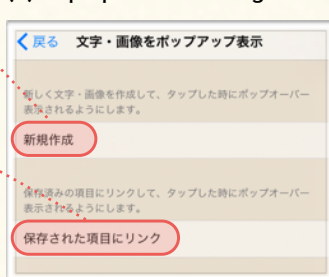 戻る 文字・画像をポップアップ表示
新しく文字・画像を作成して、タップした時にポップオーバー
表示されるようにします。
新規作成
保存済みの項目にリンクして、タップした時にポップオーバー
表示されるようにします。
保存された項目にリンク